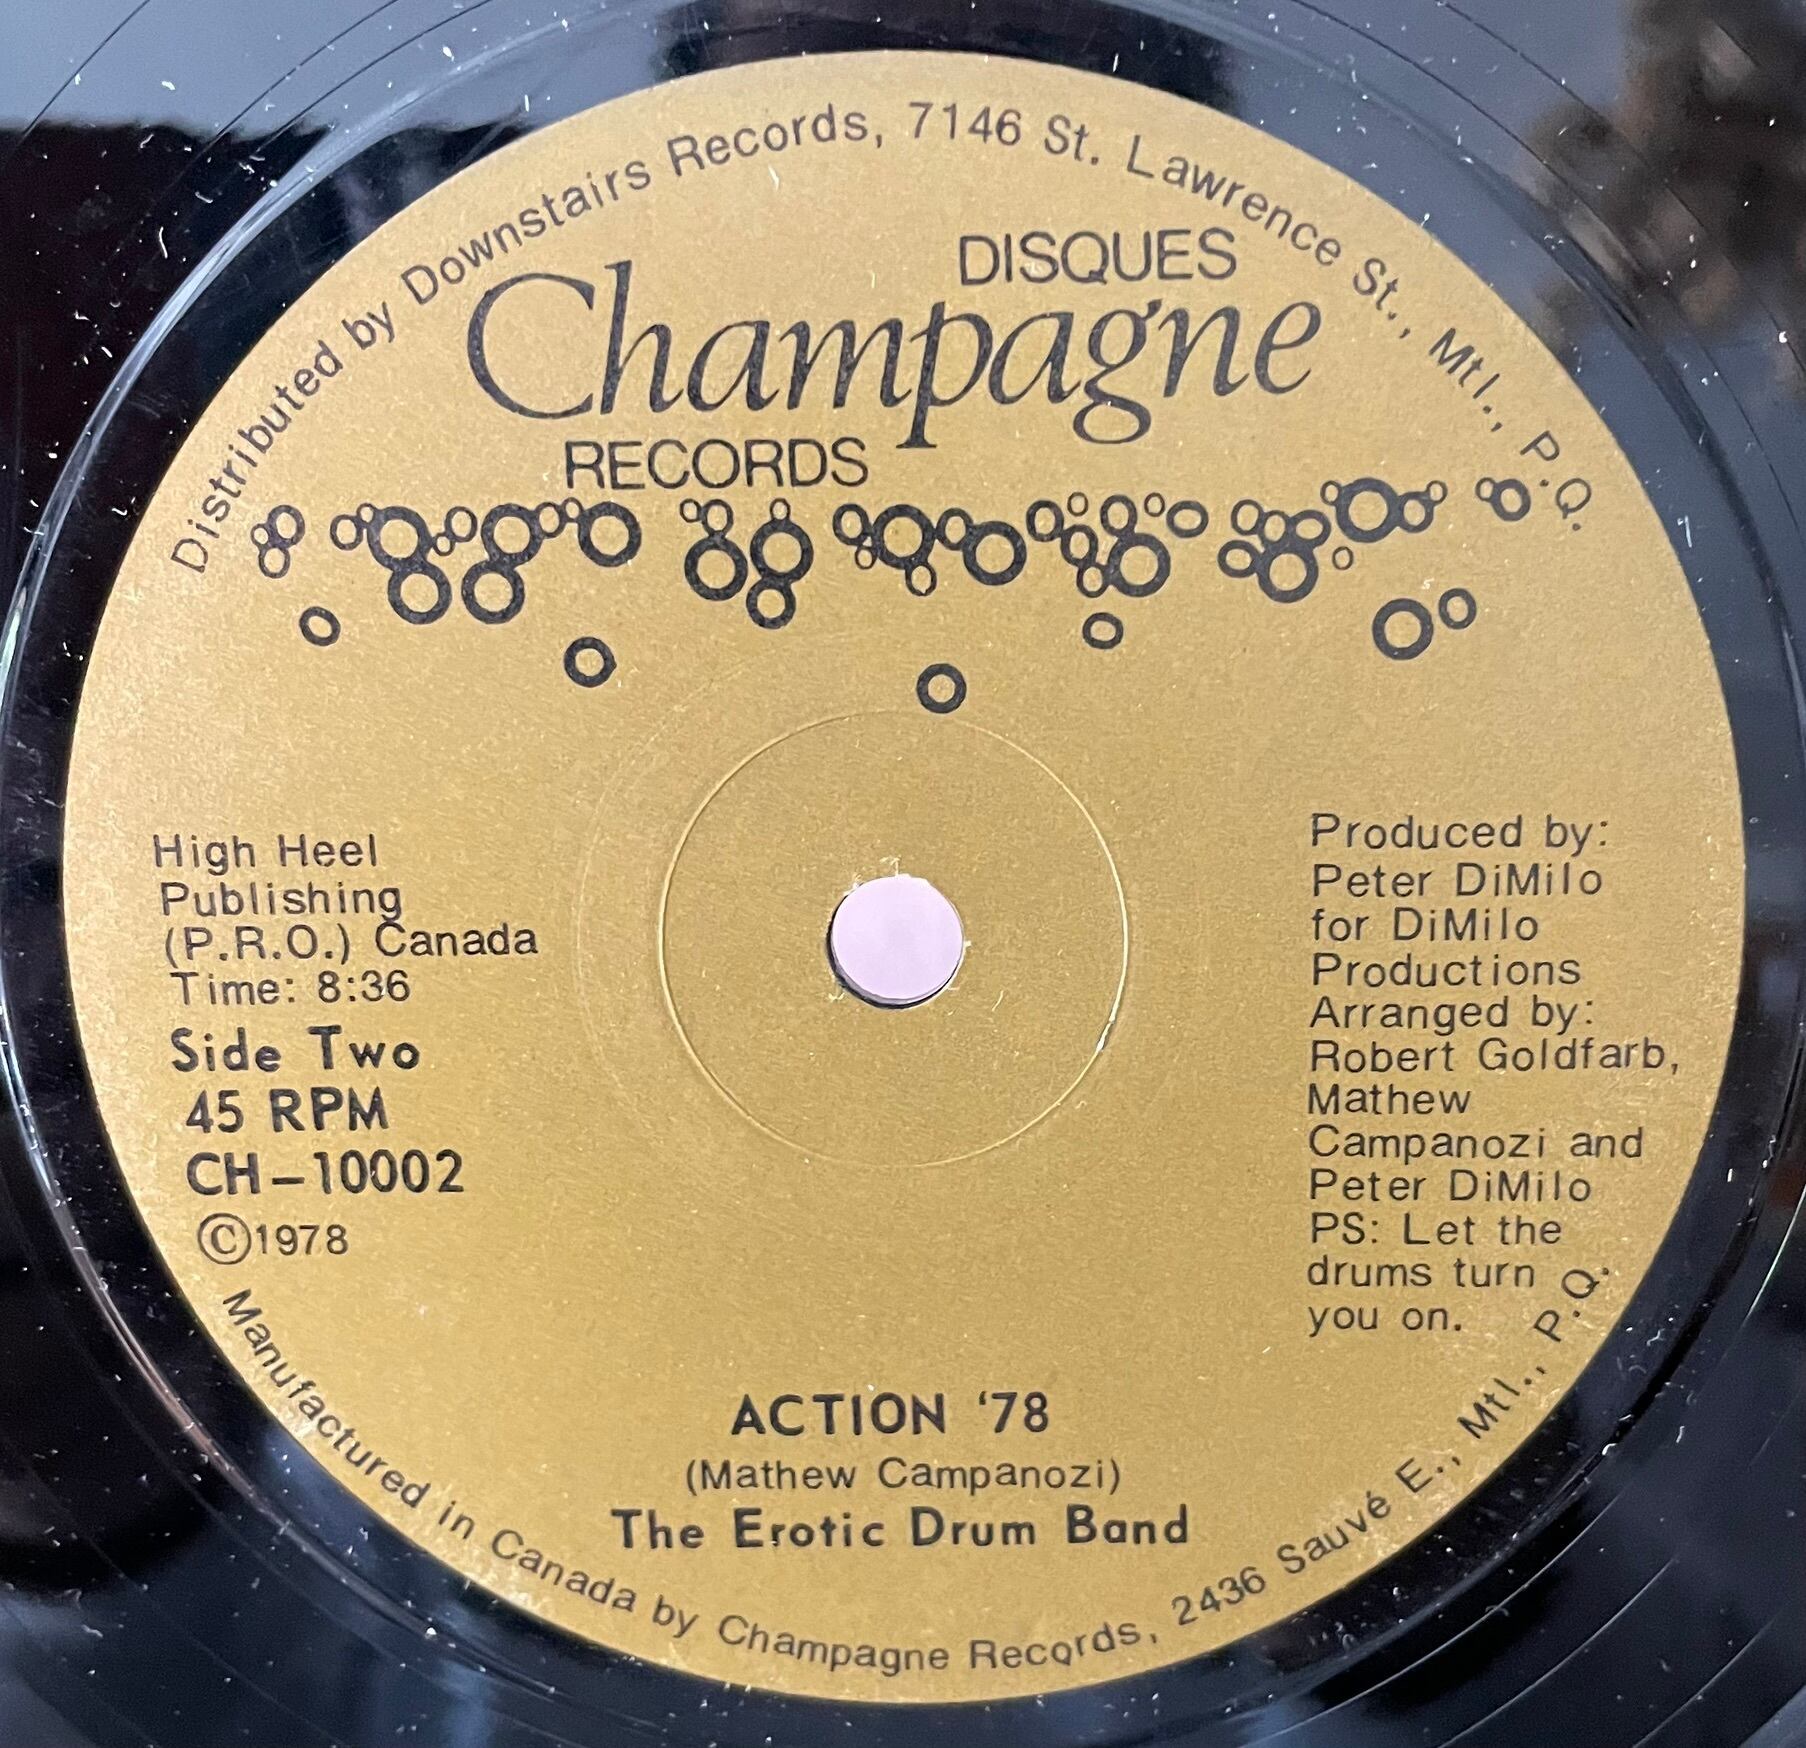 Distributed by Downstairs Records, 7146 St. Lawrence St., Mtl., P.Q.
DISQUES
Champagne
RECORDS
High Heel
Publishing
(P.R.O.) Canada
Time: 8:36
Side Two
45 RPM
CH-10002
©1978
Produced by:
Peter DiMilo
for DiMilo
Productions
Arranged by:
Robert Goldfarb,
Mathew
Campanozi and
Peter DiMilo
PS: Let the
drums turn
you on.
ACTION '78
(Mathew Campanozi)
The Erotic Drum Band
Manufactured in Canada by Champagne Records, 2436 Sauvé E., Mtl., P.Q.